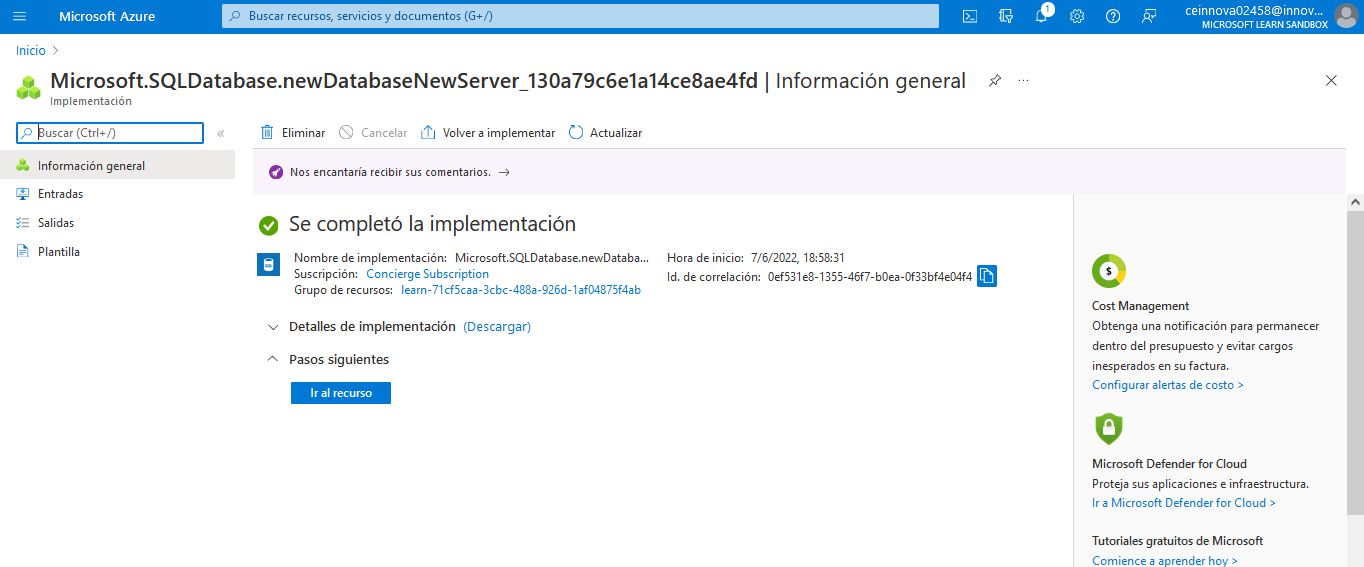 Microsoft Azure
Buscar recursos, servicios y documentos (G+/)
1
ceinnova02458@innov...
MICROSOFT LEARN SANDBOX
Inicio >
Microsoft.SQLDatabase.newDatabaseNewServer_130a79c6e1a14ce8ae4fd | Información general
Implementación
Buscar (Ctrl+/)
«
Eliminar
Cancelar
Volver a implementar
Actualizar
Información general
Entradas
Salidas
Plantilla
Nos encantaría recibir sus comentarios. →
Se completó la implementación
SQL
Nombre de implementación: Microsoft.SQLDatabase.newDataba...
Suscripción: Concierge Subscription
Grupo de recursos: learn-71cf5caa-3cbc-488a-926d-1af04875f4ab
Hora de inicio: 7/6/2022, 18:58:31
Id. de correlación: 0ef531e8-1355-46f7-b0ea-0f33bf4e04f4
Detalles de implementación (Descargar)
Pasos siguientes
Ir al recurso
$
Cost Management
Obtenga una notificación para permanecer
dentro del presupuesto y evitar cargos
inesperados en su factura.
Configurar alertas de costo >
Microsoft Defender for Cloud
Proteja sus aplicaciones e infraestructura.
Ir a Microsoft Defender for Cloud >
Tutoriales gratuitos de Microsoft
Comience a aprender hoy >